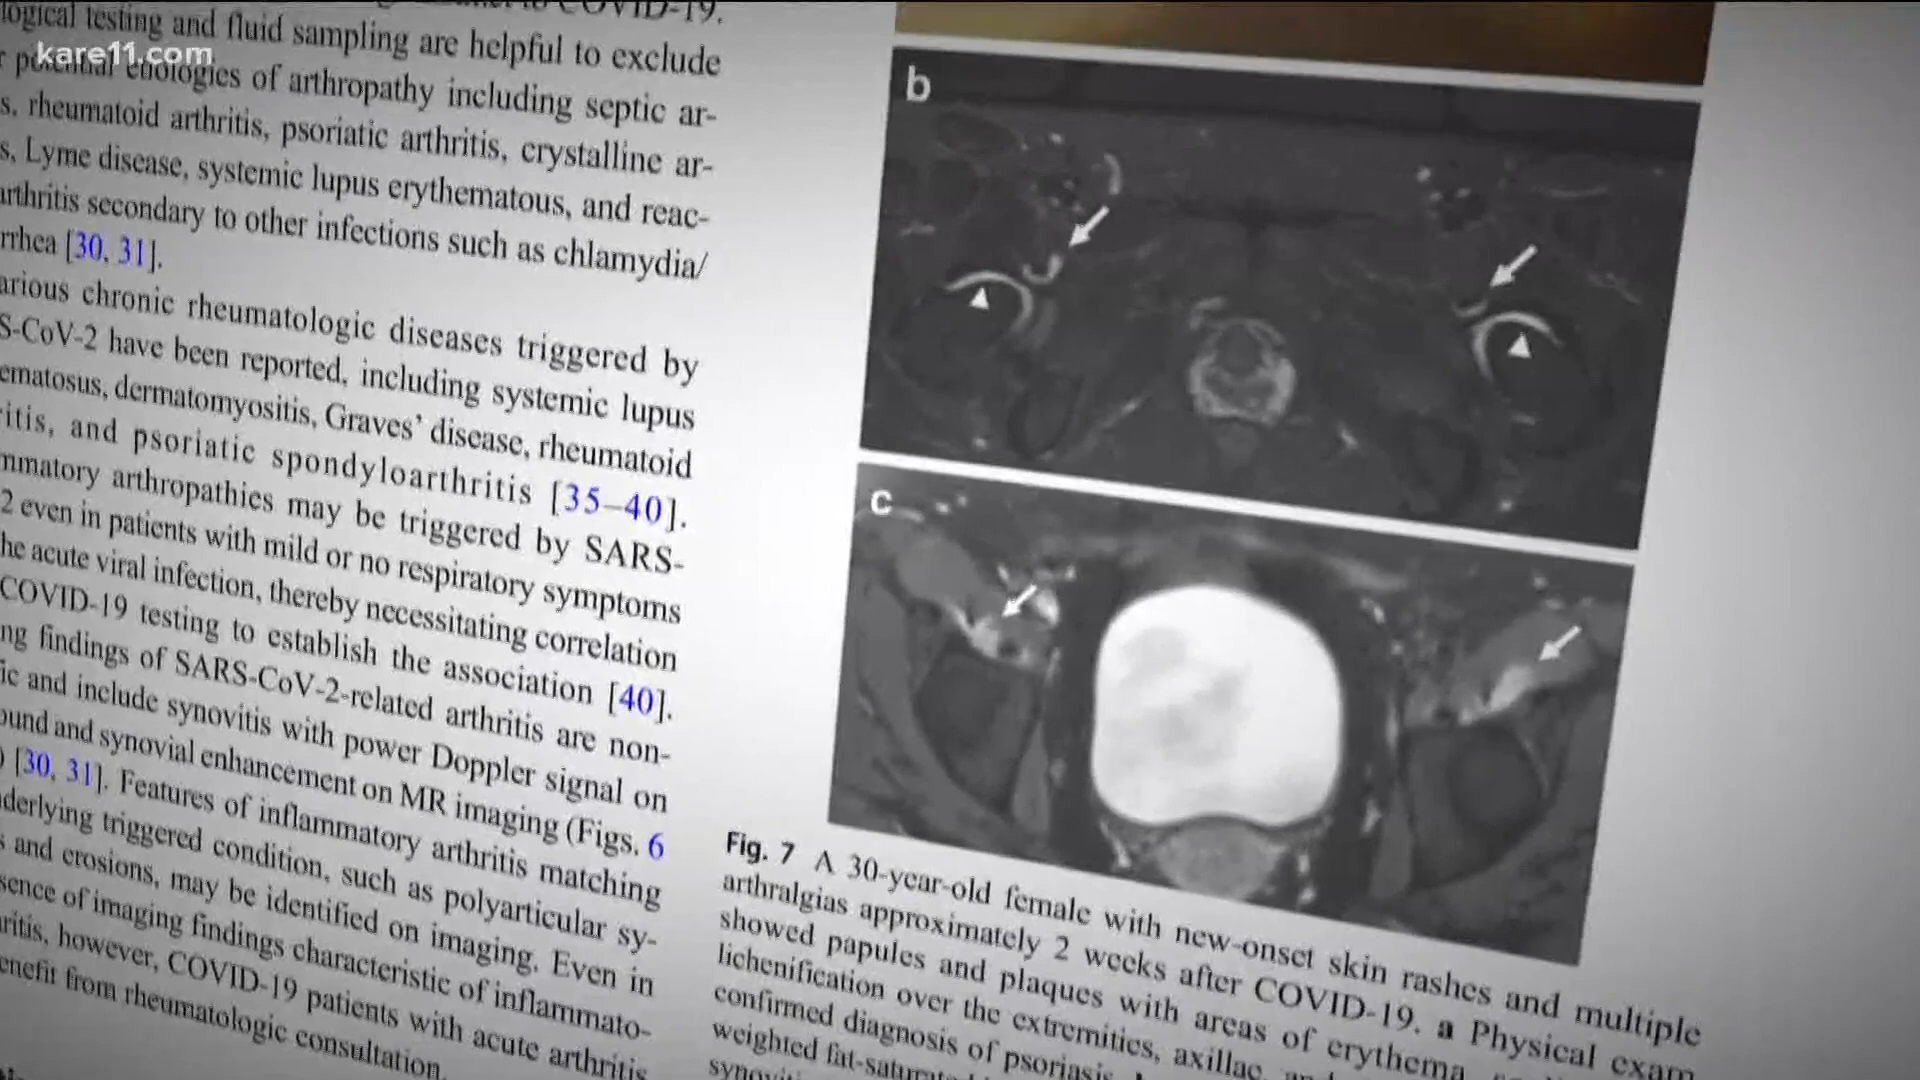 kare11.com
COVID-19.
logical testing and fluid sampling are helpful to exclude
potential etiologies of arthropathy including septic ar-
s, rheumatoid arthritis, psoriatic arthritis, crystalline ar-
s, Lyme disease, systemic lupus erythematous, and reac-
arthritis secondary to other infections such as chlamydia/
rrhea [30, 31].
arious chronic rheumatologic diseases triggered by
S-CoV-2 have been reported, including systemic lupus
ematosus, dermatomyositis, Graves' disease, rheumatoid
itis, and psoriatic spondyloarthritis [35–40].
mmatory arthropathies may be triggered by SARS-
2 even in patients with mild or no respiratory symptoms
he acute viral infection, thereby necessitating correlation
COVID-19 testing to establish the association [40].
ng findings of SARS-CoV-2-related arthritis are non-
ic and include synovitis with power Doppler signal on
ound and synovial enhancement on MR imaging (Figs. 6
) [30, 31]. Features of inflammatory arthritis matching
derlying triggered condition, such as polyarticular sy-
s and erosions, may be identified on imaging. Even in
sence of imaging findings characteristic of inflammato-
ritis, however, COVID-19 patients with acute arthritis
enefit from rheumatologic consultation.
b
c
Fig. 7 A 30-year-old female with new-onset skin rashes and multiple
arthralgias approximately 2 weeks after COVID-19. a Physical exam
showed papules and plaques with areas of erythema,
lichenification over the extremities, axillae,
confirmed diagnosis of psoriasis.
weighted fat-saturated